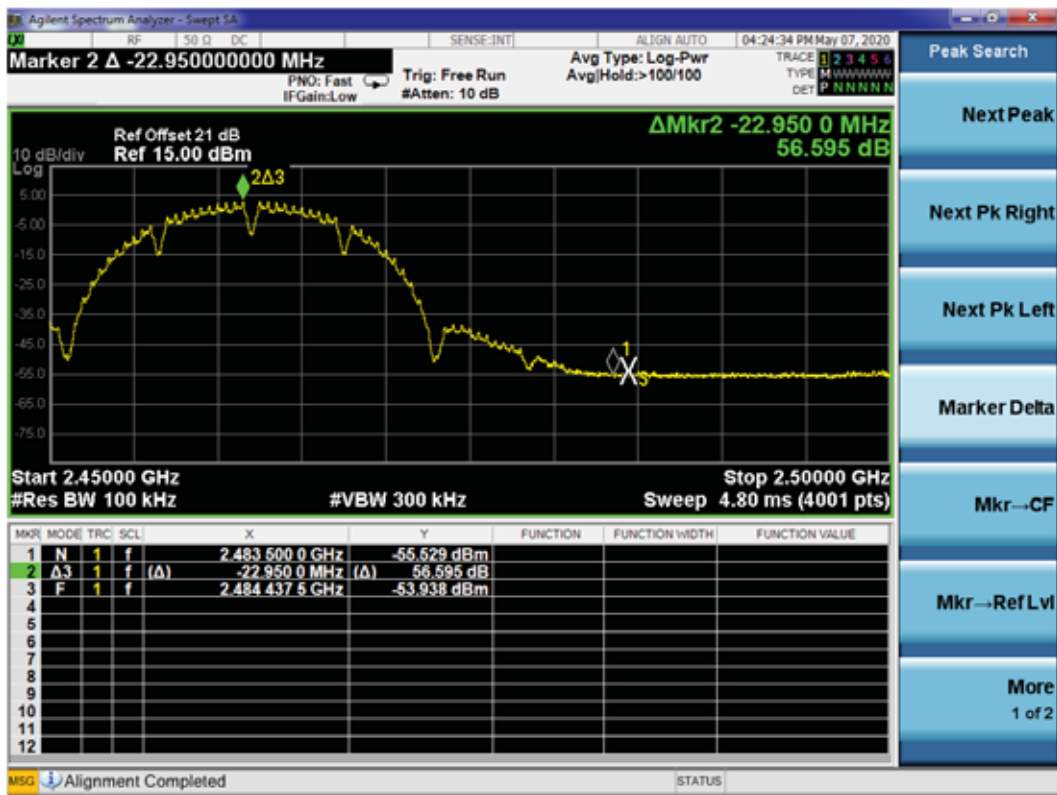 Agilent Spectrum Analyzer - Swept SA
LXI RF 50 Ω DC SENSE:INT ALIGN AUTO 04:24:34 PM May 07, 2020
Marker 2 Δ -22.950000000 MHz
PNO: Fast
IFGain:Low
Trig: Free Run
#Atten: 10 dB
Avg Type: Log-Pwr
Avg|Hold:>100/100
TRACE 1 2 3 4 5 6
TYPE M WWWWW
DET P N N N N N
Peak Search
Next Peak
Next Pk Right
Next Pk Left
Marker Delta
Mkr→CF
Mkr→Ref Lvl
More
1 of 2
ΔMkr2 -22.950 0 MHz
56.595 dB
Ref Offset 21 dB
10 dB/div Ref 15.00 dBm
Log
2Δ3
5.00
-5.00
-15.0
-25.0
-35.0
-45.0
-55.0
-65.0
-75.0
1
3
Start 2.45000 GHz Stop 2.50000 GHz
#Res BW 100 kHz #VBW 300 kHz Sweep 4.80 ms (4001 pts)
MKR MODE TRC SCL X Y FUNCTION FUNCTION WIDTH FUNCTION VALUE
1 N 1 f 2.483 500 0 GHz -55.529 dBm
2 Δ3 1 f (Δ) -22.950 0 MHz (Δ) 56.595 dB
3 F 1 f 2.484 437 5 GHz -53.938 dBm
4
5
6
7
8
9
10
11
12
MSG Alignment Completed STATUS